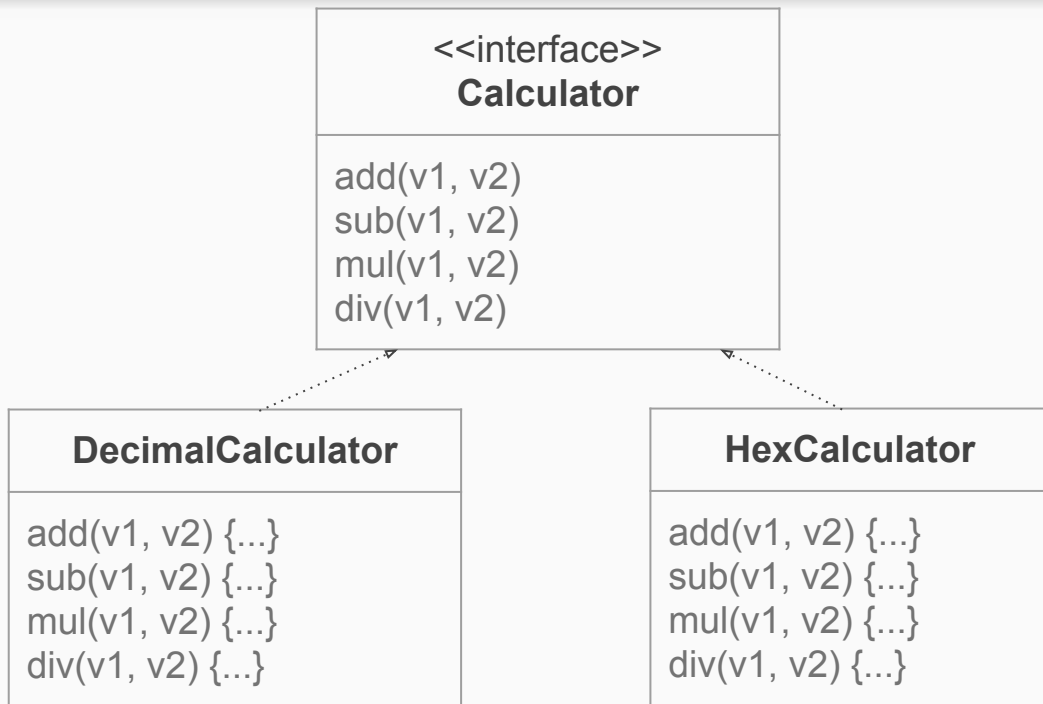 <<interface>>
Calculator
add(v1, v2)
sub(v1, v2)
mul(v1, v2)
div(v1, v2)
DecimalCalculator
add(v1, v2) {...}
sub(v1, v2) {...}
mul(v1, v2) {...}
div(v1, v2) {...}
HexCalculator
add(v1, v2) {...}
sub(v1, v2) {...}
mul(v1, v2) {...}
div(v1, v2) {...}